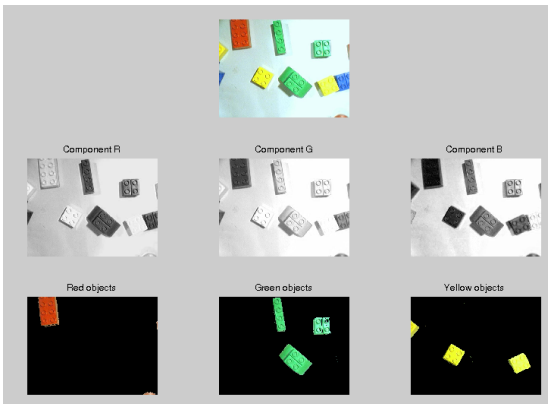 Component R
Component G
Component B
Red objects
Green objects
Yellow objects